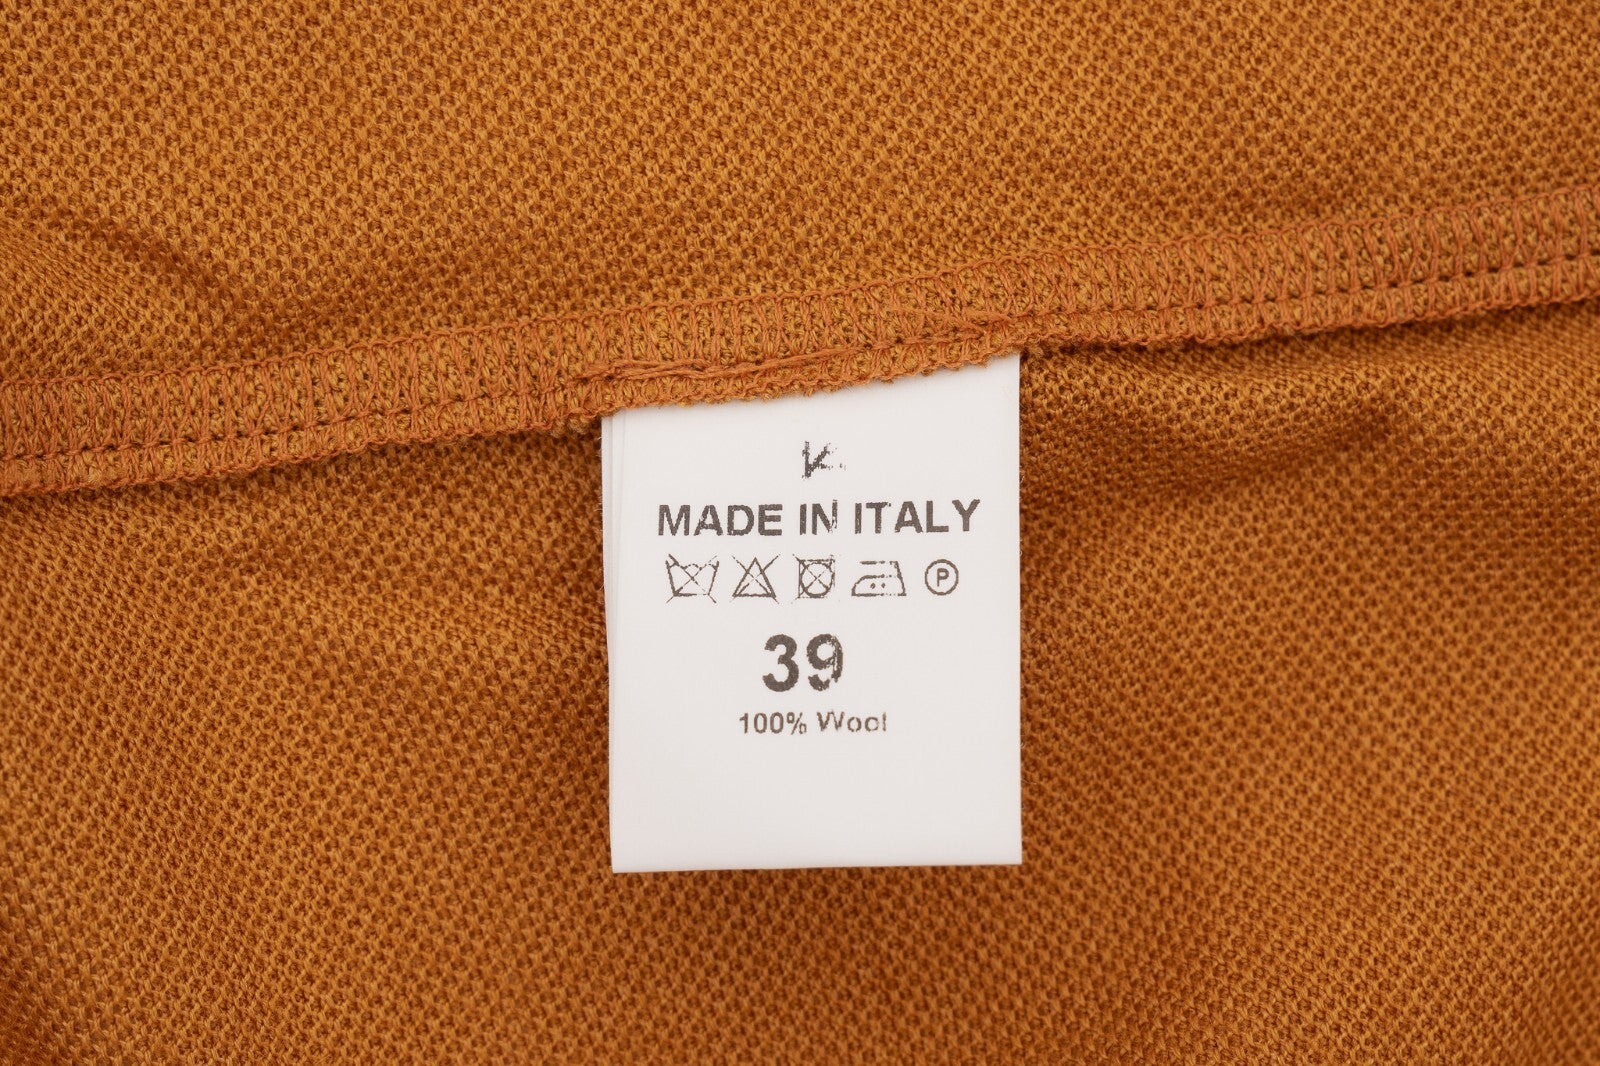 MADE IN ITALY
P
39
100% Wool